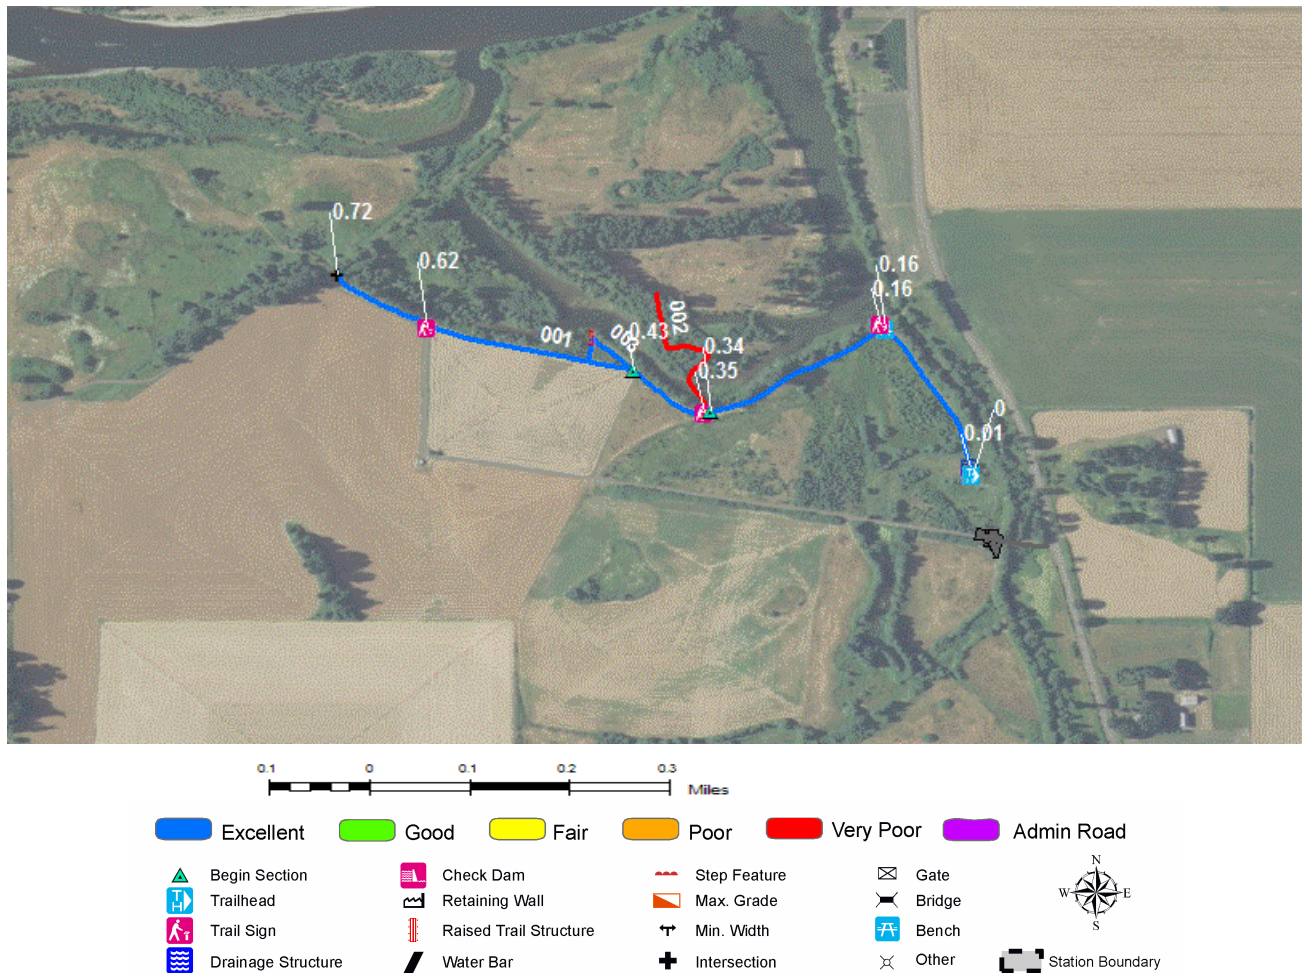 0.72
0.62
001
003
0.43
002
0.34
0.35
0.16
0.16
0
0.01
0.1 0 0.1 0.2 0.3
Miles
Excellent Good Fair Poor Very Poor Admin Road
Begin Section Check Dam Step Feature Gate
Trailhead Retaining Wall Max. Grade Bridge
Trail Sign Raised Trail Structure Min. Width Bench
Drainage Structure Water Bar Intersection Other Station Boundary
N
W E
S
TH